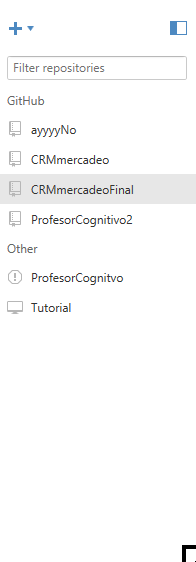 Filter repositories
GitHub
ayyyyNo
CRMmercadeo
CRMmercadeoFinal
ProfesorCognitivo2
Other
ProfesorCognitvo
Tutorial